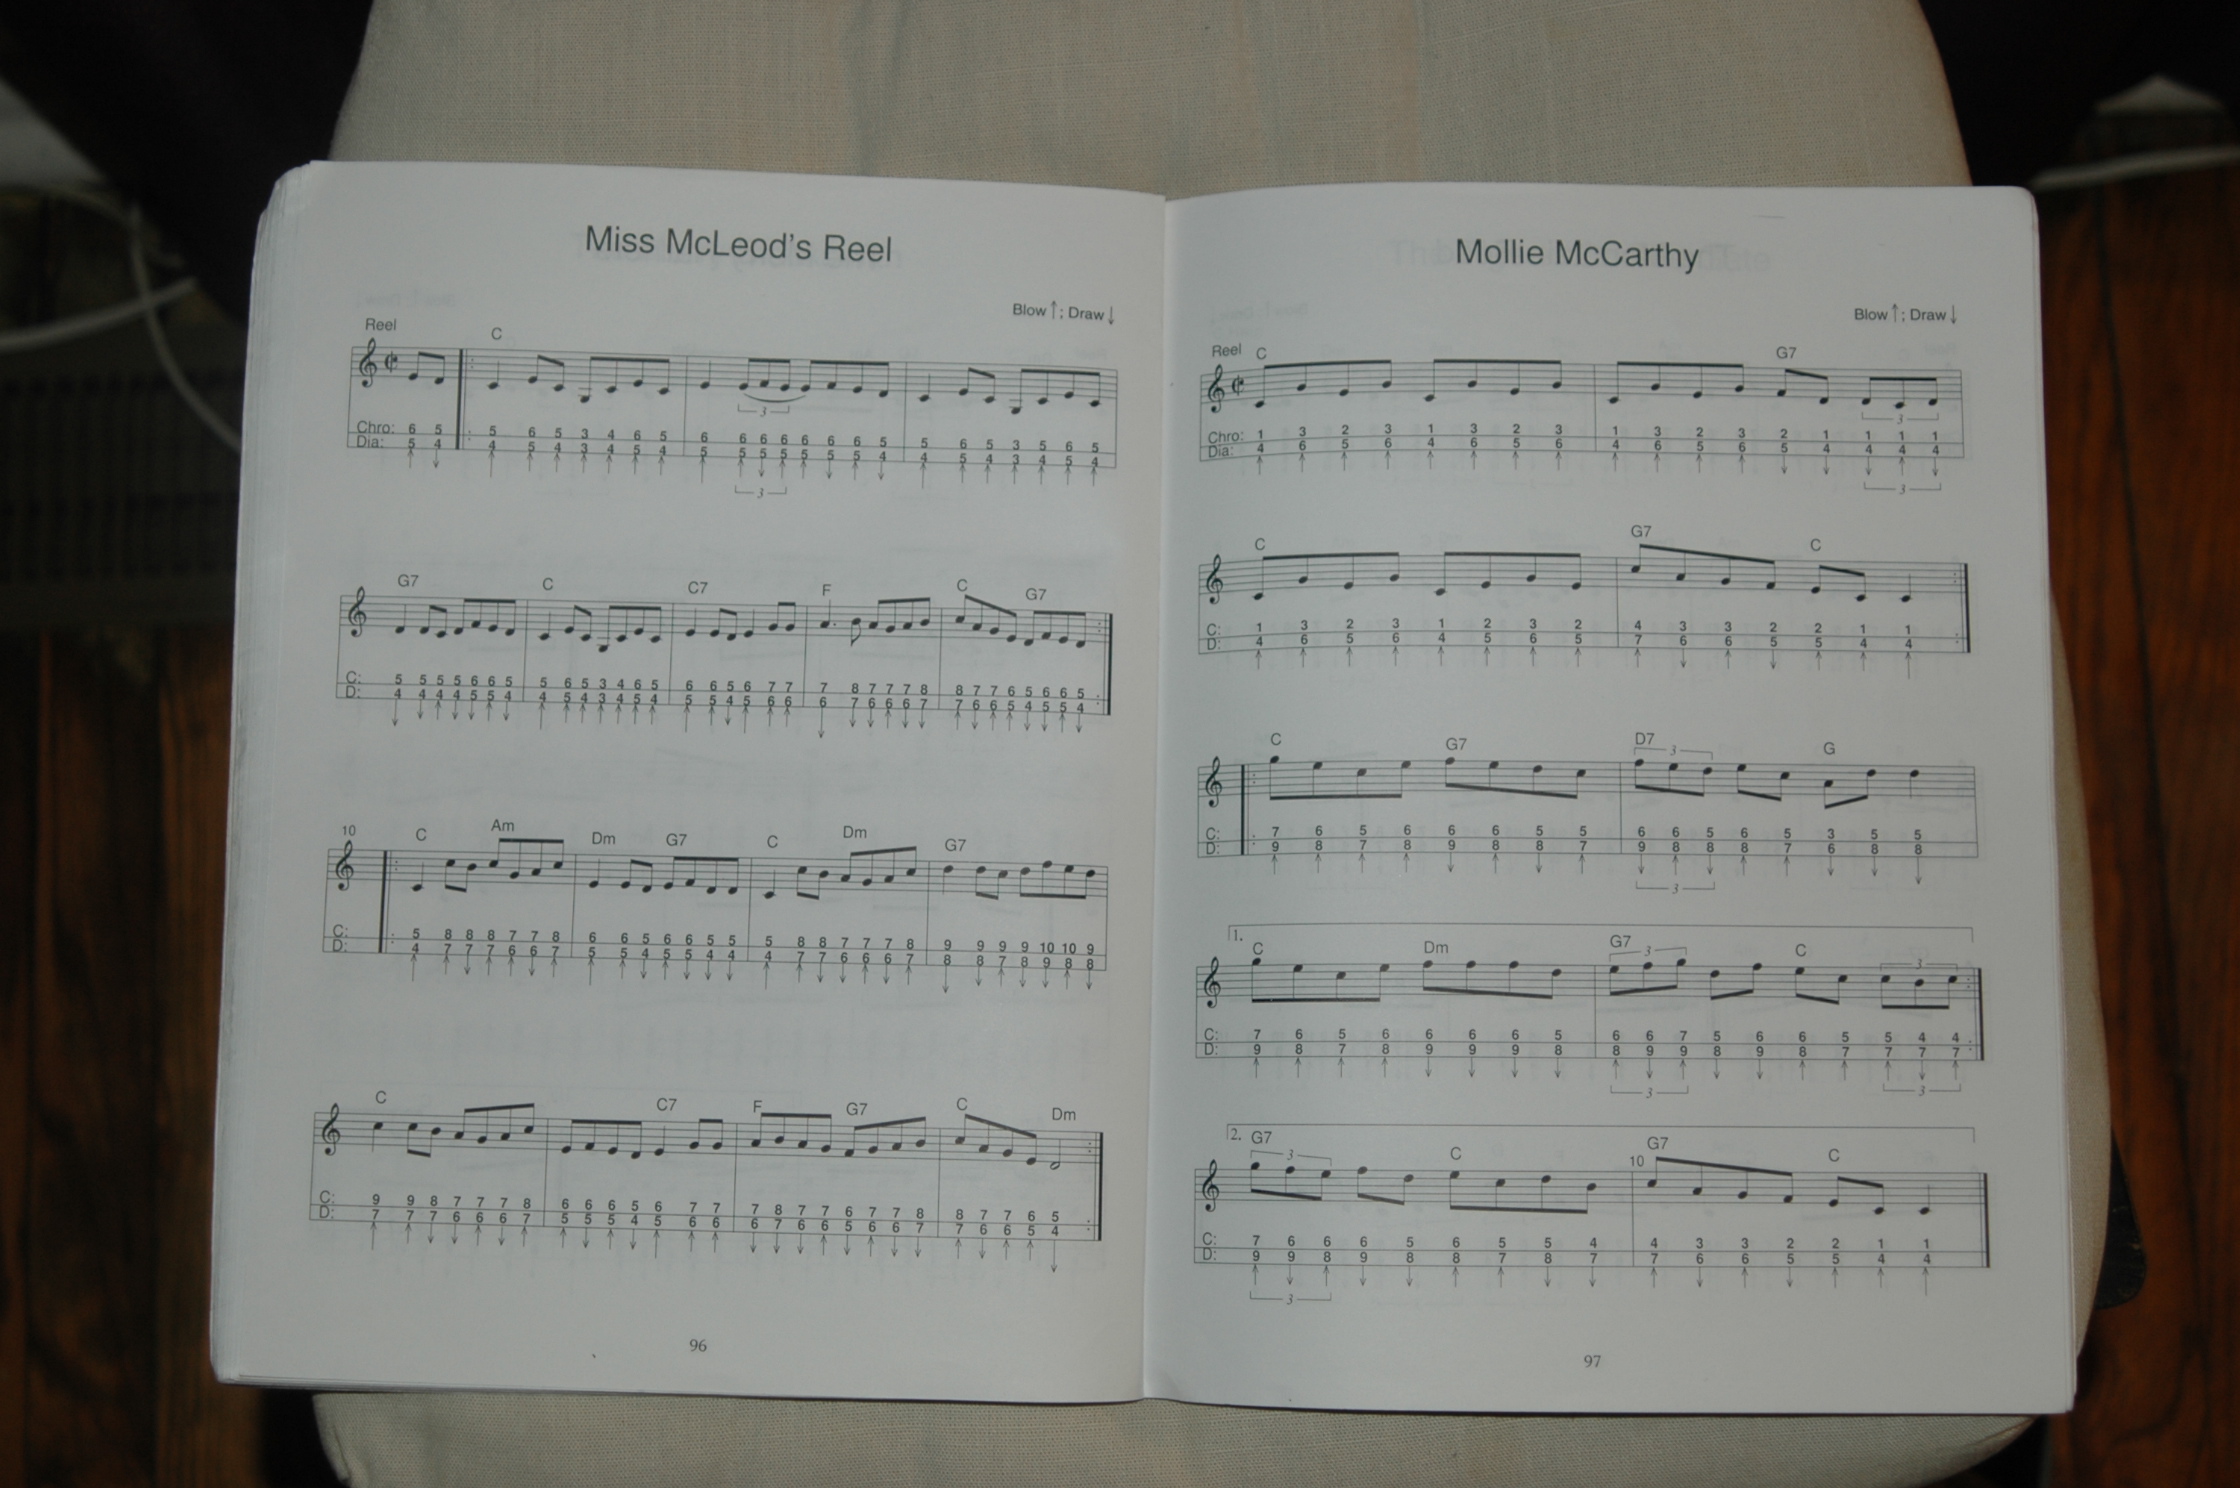 Miss McLeod's Reel
Blow ↑; Draw ↓
Reel C
3
Chro: 6 5 5 6 5 3 4 6 5 6 6 6 6 6 6 6 5 5 6 5 3 5 6 5
Dia: 5 4 4 5 4 3 4 5 4 5 5 5 5 5 5 5 4 4 5 4 3 4 5 4
3
G7 C C7 F C G7
C: 5 5 5 5 6 6 5 5 6 5 3 4 6 5 6 6 5 6 7 7 7 8 7 7 7 8 8 7 7 6 5 6 6 5
D: 4 4 4 4 5 5 4 4 5 4 3 4 5 4 5 5 4 5 6 6 6 7 6 6 6 7 7 6 6 5 4 5 5 4
10 C Am Dm G7 C Dm G7
C: 5 8 8 8 7 7 8 6 6 5 6 6 5 5 5 8 8 7 7 7 8 9 9 9 9 10 10 9
D: 4 7 7 7 6 6 7 5 5 4 5 5 4 4 4 7 7 6 6 6 7 8 8 7 8 9 8 8
C C7 F G7 C Dm
C: 9 9 8 7 7 7 8 6 6 6 5 6 7 7 7 8 7 7 6 7 7 8 8 7 7 6 5
D: 7 7 7 6 6 6 7 5 5 5 4 5 6 6 6 7 6 6 5 6 6 7 7 6 6 5 4
96
Mollie McCarthy
Blow ↑; Draw ↓
Reel C G7
3
Chro: 1 3 2 3 1 3 2 3 1 3 2 3 2 1 1 1 1
Dia: 4 6 5 6 4 6 5 6 4 6 5 6 5 4 4 4 4
3
C G7 C
C: 1 3 2 3 1 2 3 2 4 3 3 2 2 1 1
D: 4 6 5 6 4 5 6 5 7 6 6 5 5 4 4
C G7 D7 3 G
C: 7 6 5 6 6 6 5 5 6 6 5 6 5 3 5 5
D: 9 8 7 8 9 8 8 7 9 8 8 8 7 6 8 8
3
1.
C Dm G7 3 C 3
C: 7 6 5 6 6 6 6 5 6 6 7 5 6 6 5 5 4 4
D: 9 8 7 8 9 9 9 8 8 9 9 8 9 8 7 7 7 7
3 3
2. G7 3 C 10 G7 C
C: 7 6 6 6 5 6 5 5 4 4 3 3 2 2 1 1
D: 9 9 8 9 8 8 7 8 7 7 6 6 5 5 4 4
3
97